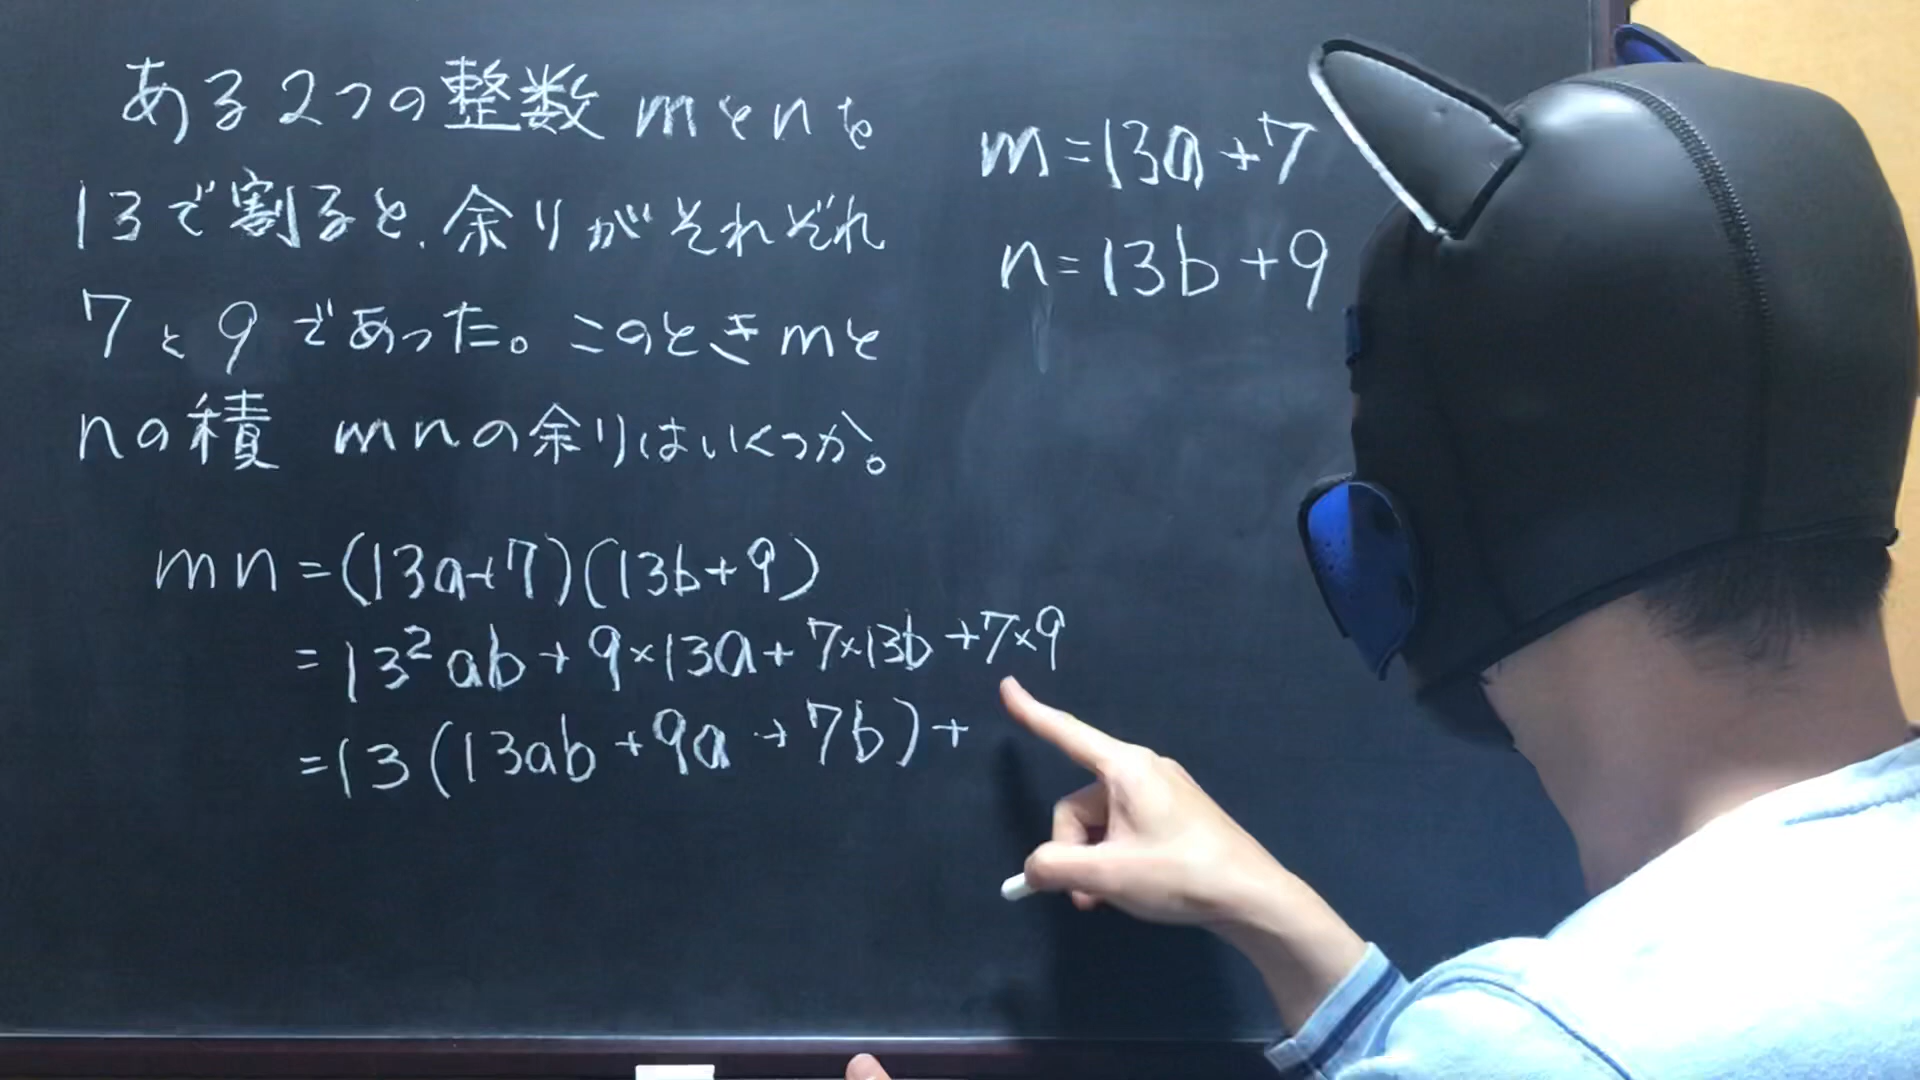 ある2つの整数mとnを
13で割ると、余りがそれぞれ
7と9であった。このときmと
nの積 mnの余りはいくつか。
m=13a+7
n=13b+9
mn=(13a+7)(13b+9)
=13²ab+9×13a+7×13b+7×9
=13(13ab+9a+7b)+